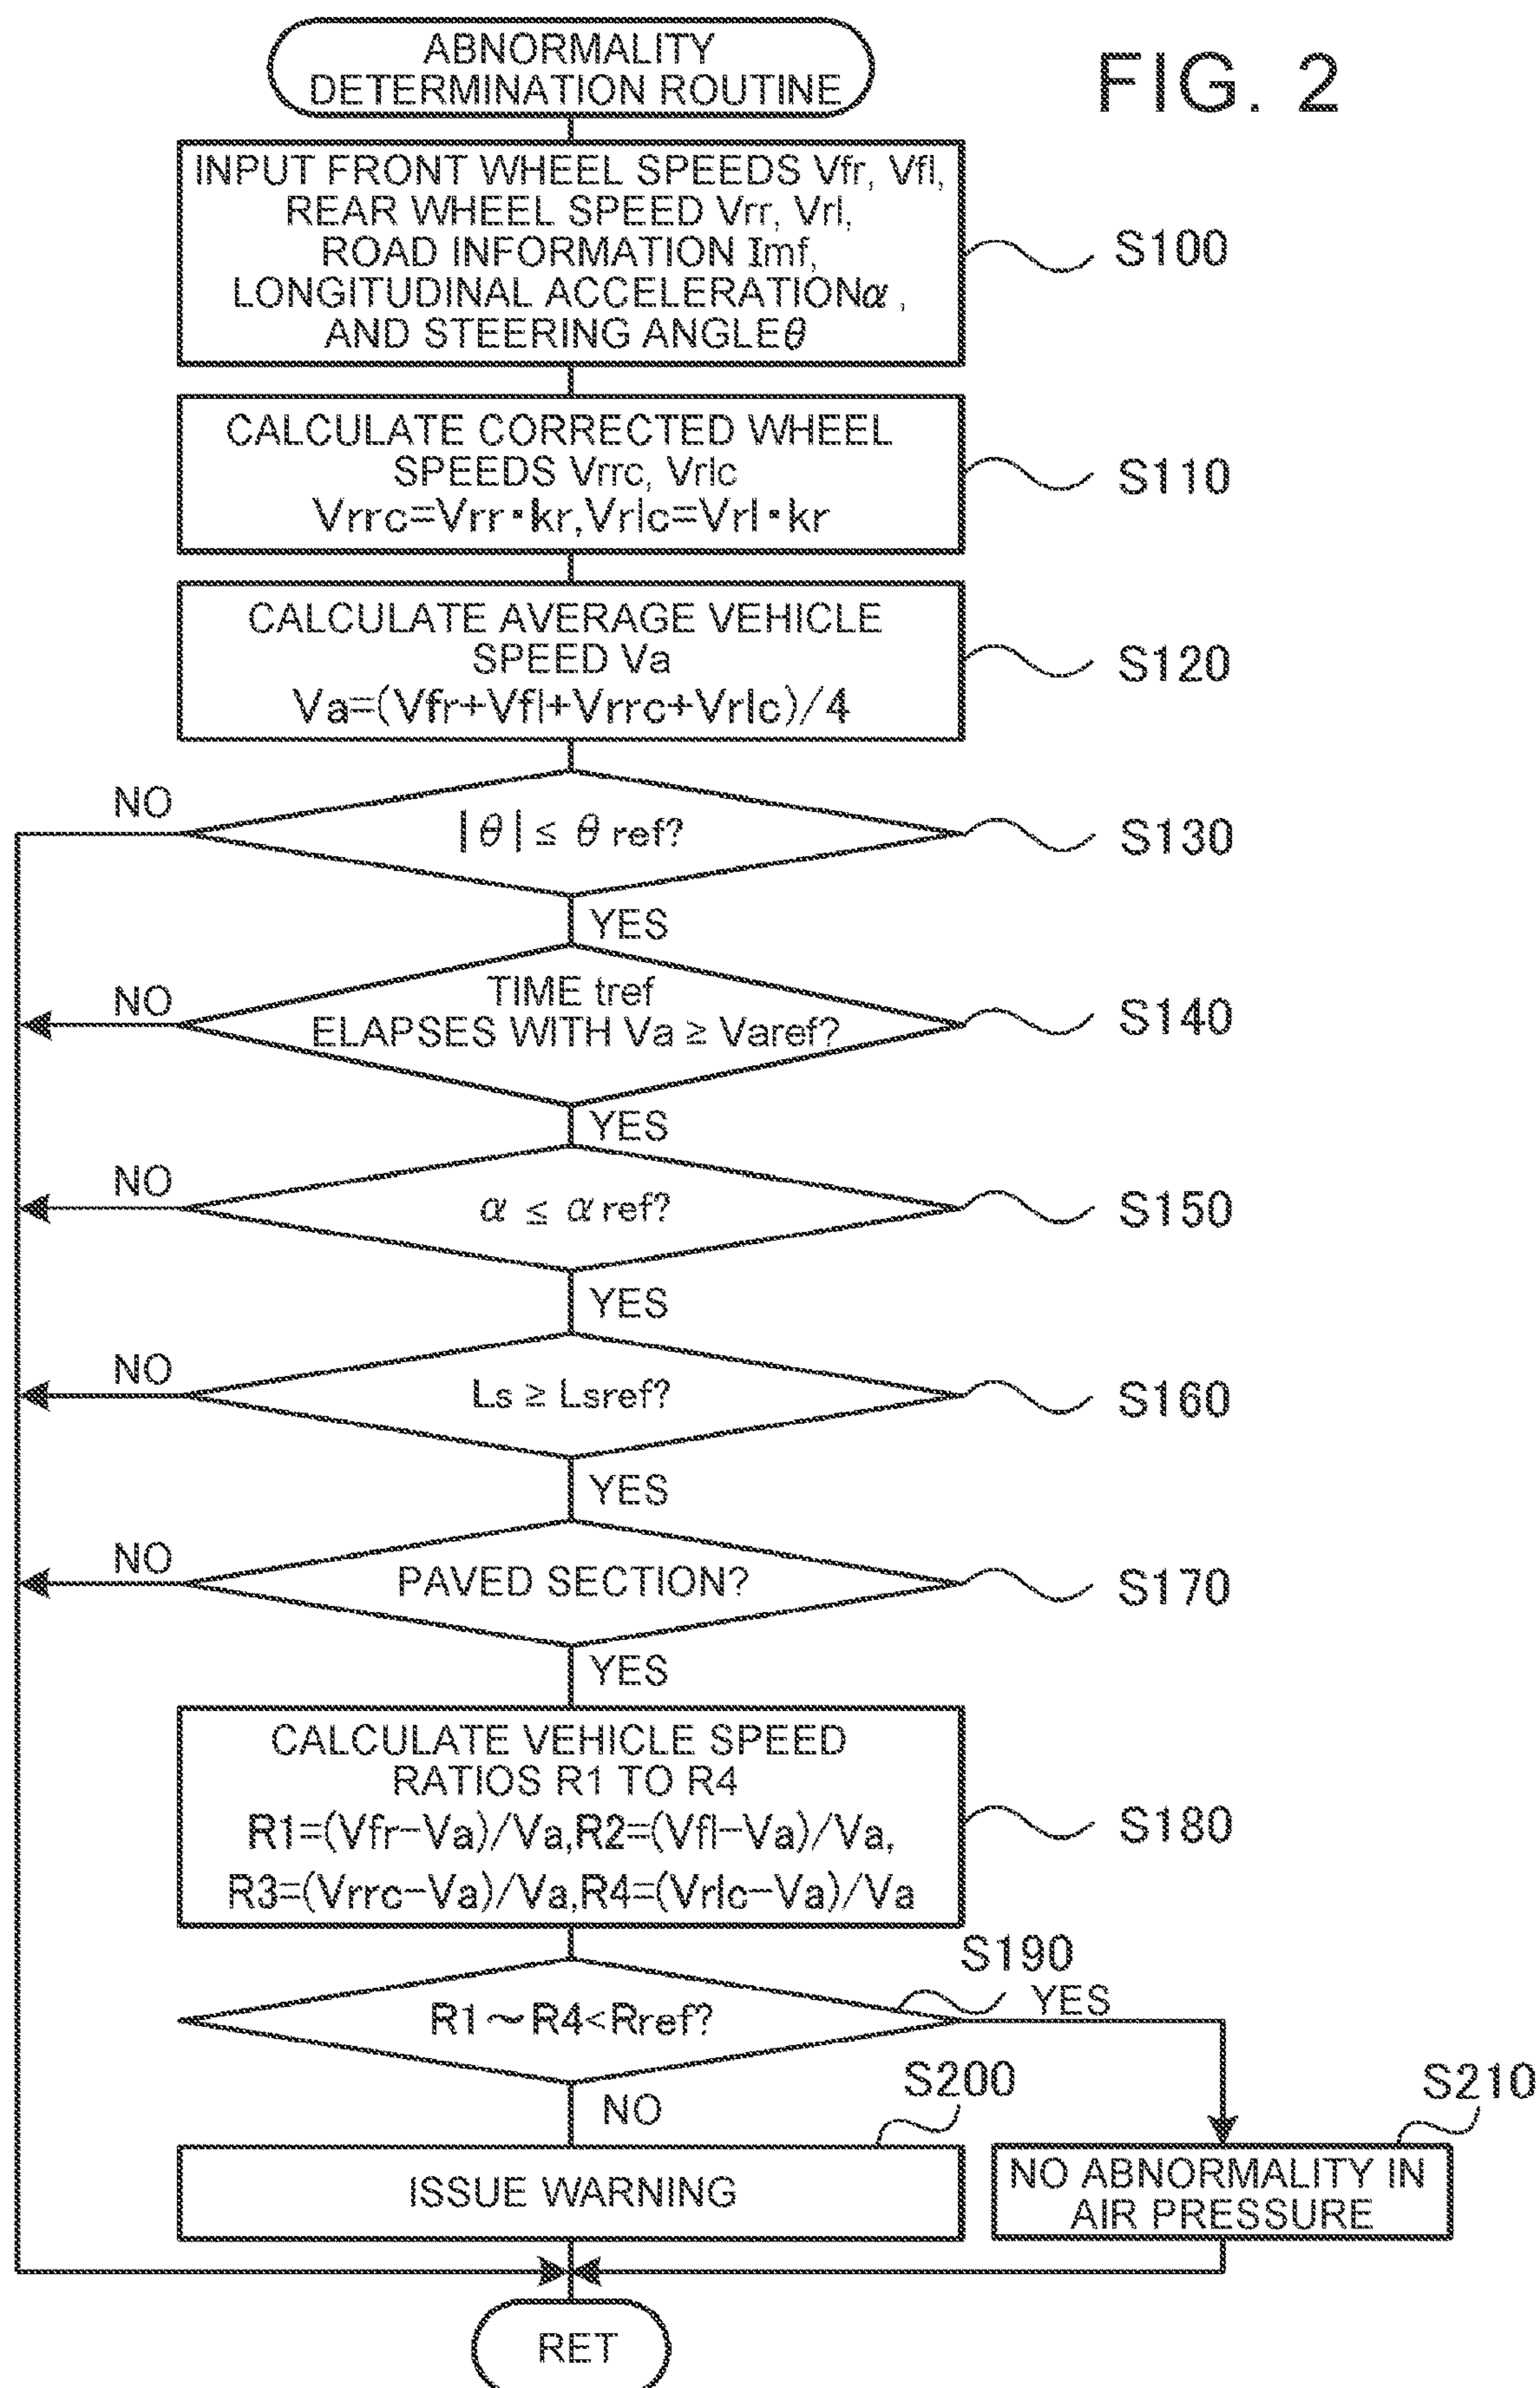 FIG. 2
ABNORMALITY
DETERMINATION ROUTINE
INPUT FRONT WHEEL SPEEDS Vfr, Vfl,
REAR WHEEL SPEED Vrr, Vrl,
ROAD INFORMATION Imf,
LONGITUDINAL ACCELERATIONα,
AND STEERING ANGLEθ
S100
CALCULATE CORRECTED WHEEL
SPEEDS Vrrc, Vrlc
Vrrc=Vrr・kr,Vrlc=Vrl・kr
S110
CALCULATE AVERAGE VEHICLE
SPEED Va
Va=(Vfr+Vfl+Vrrc+Vrlc)/4
S120
NO
|θ| ≤ θ ref?
S130
YES
NO
TIME tref
ELAPSES WITH Va ≥ Varef?
S140
YES
NO
α ≤ α ref?
S150
YES
NO
Ls ≥ Lsref?
S160
YES
NO
PAVED SECTION?
S170
YES
CALCULATE VEHICLE SPEED
RATIOS R1 TO R4
R1=(Vfr−Va)/Va,R2=(Vfl−Va)/Va,
R3=(Vrrc−Va)/Va,R4=(Vrlc−Va)/Va
S180
S190
R1～R4<Rref?
YES
NO
S200
S210
ISSUE WARNING
NO ABNORMALITY IN
AIR PRESSURE
RET